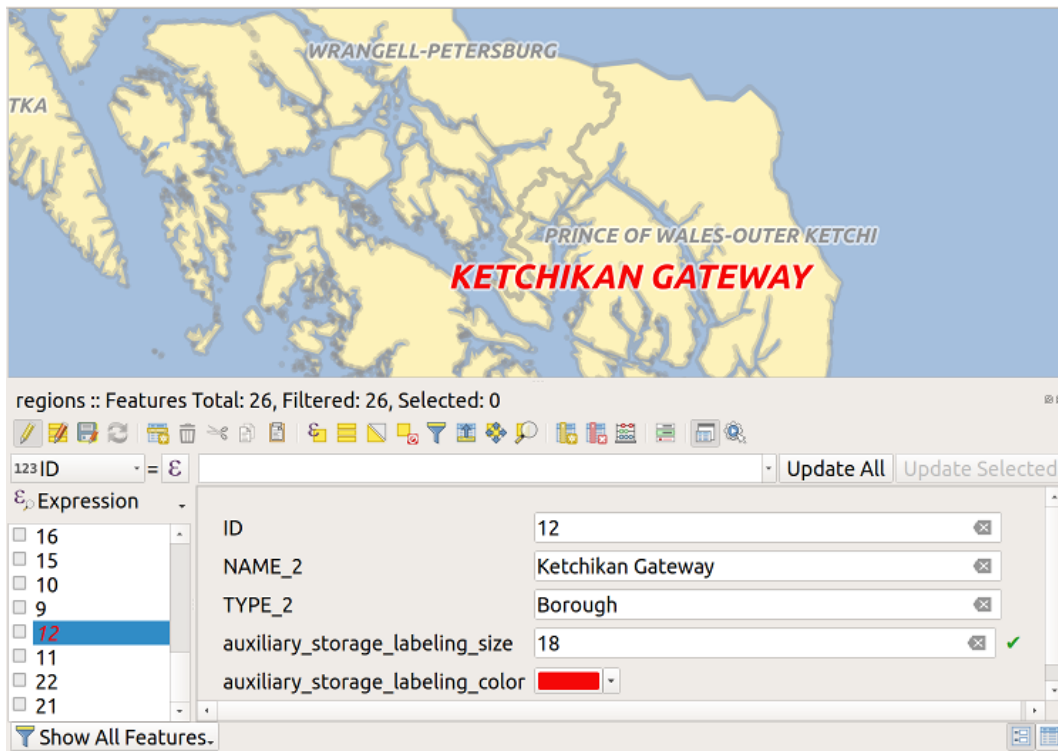 WRANGELL-PETERSBURG
TKA
PRINCE OF WALES-OUTER KETCHI
KETCHIKAN GATEWAY
regions :: Features Total: 26, Filtered: 26, Selected: 0
123 ID = ε Update All Update Selected
Expression
16
15
10
9
12
11
22
21
ID 12
NAME_2 Ketchikan Gateway
TYPE_2 Borough
auxiliary_storage_labeling_size 18
auxiliary_storage_labeling_color
Show All Features